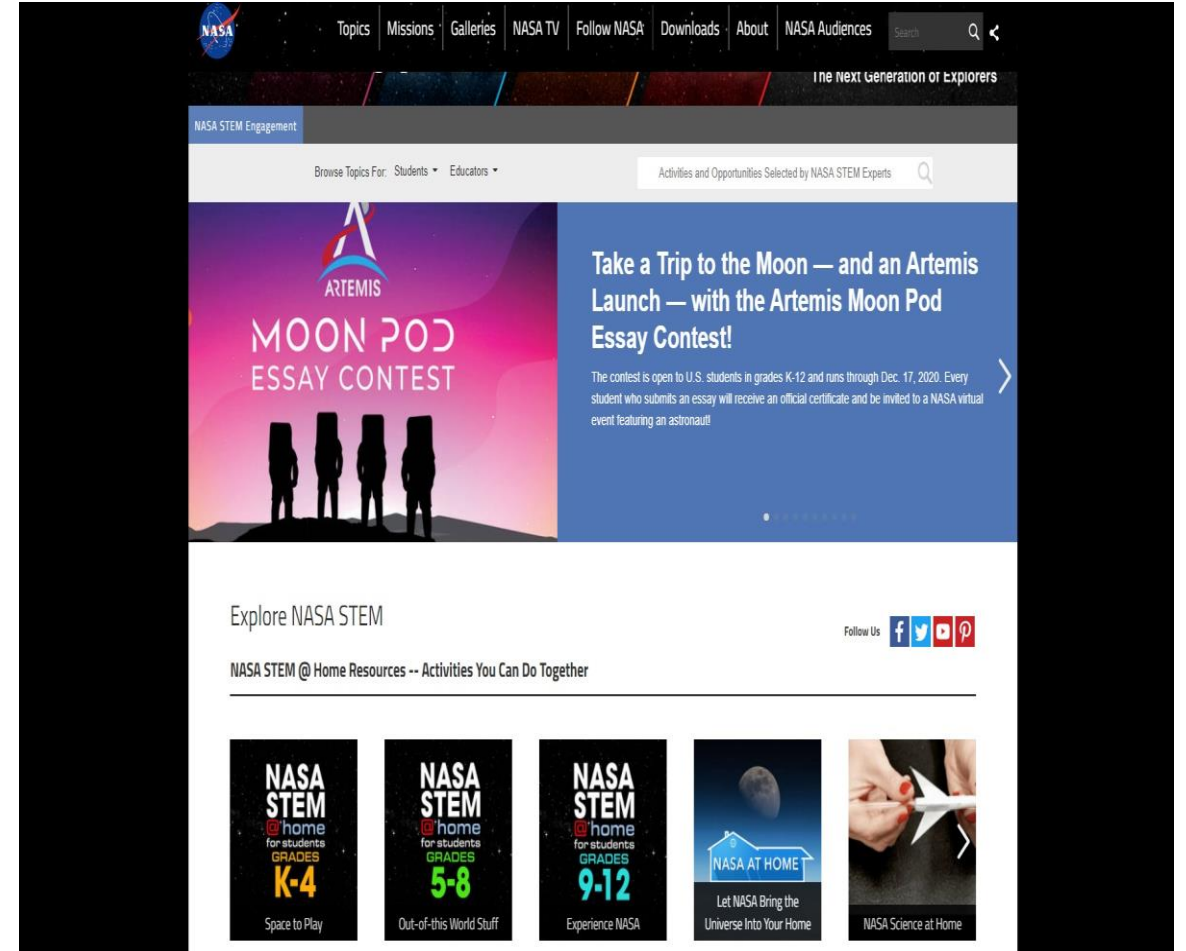 NASA
Topics Missions Galleries NASA TV Follow NASA Downloads About NASA Audiences Search
The Next Generation of Explorers
NASA STEM Engagement
Browse Topics For: Students Educators
Activities and Opportunities Selected by NASA STEM Experts
ARTEMIS
MOON POD
ESSAY CONTEST
Take a Trip to the Moon — and an Artemis
Launch — with the Artemis Moon Pod
Essay Contest!
The contest is open to U.S. students in grades K-12 and runs through Dec. 17, 2020. Every
student who submits an essay will receive an official certificate and be invited to a NASA virtual
event featuring an astronaut!
Explore NASA STEM
Follow Us
NASA STEM @ Home Resources -- Activities You Can Do Together
NASA
STEM
@home
for students
GRADES
K-4
Space to Play
NASA
STEM
@home
for students
GRADES
5-8
Out-of-this World Stuff
NASA
STEM
@home
for students
GRADES
9-12
Experience NASA
NASA AT HOME
Let NASA Bring the
Universe Into Your Home
NASA Science at Home